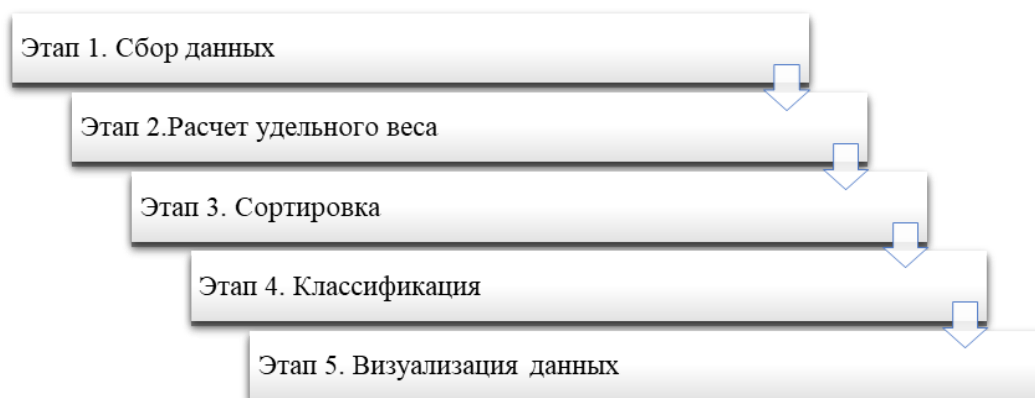 Этап 1. Сбор данных
Этап 2.Расчет удельного веса
Этап 3. Сортировка
Этап 4. Классификация
Этап 5. Визуализация данных